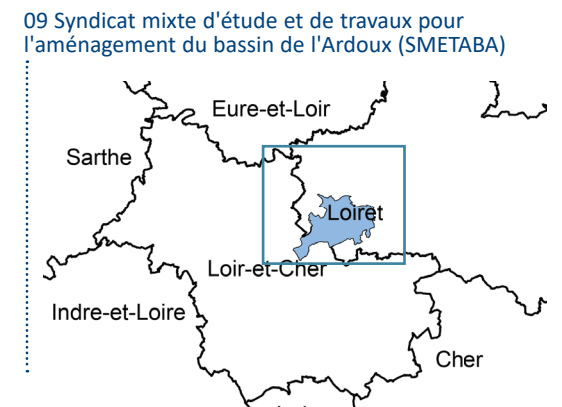 09 Syndicat mixte d'étude et de travaux pour
l'aménagement du bassin de l'Ardoux (SMETABA)
Eure-et-Loir
Sarthe
Loiret
Loir-et-Cher
Indre-et-Loire
Cher